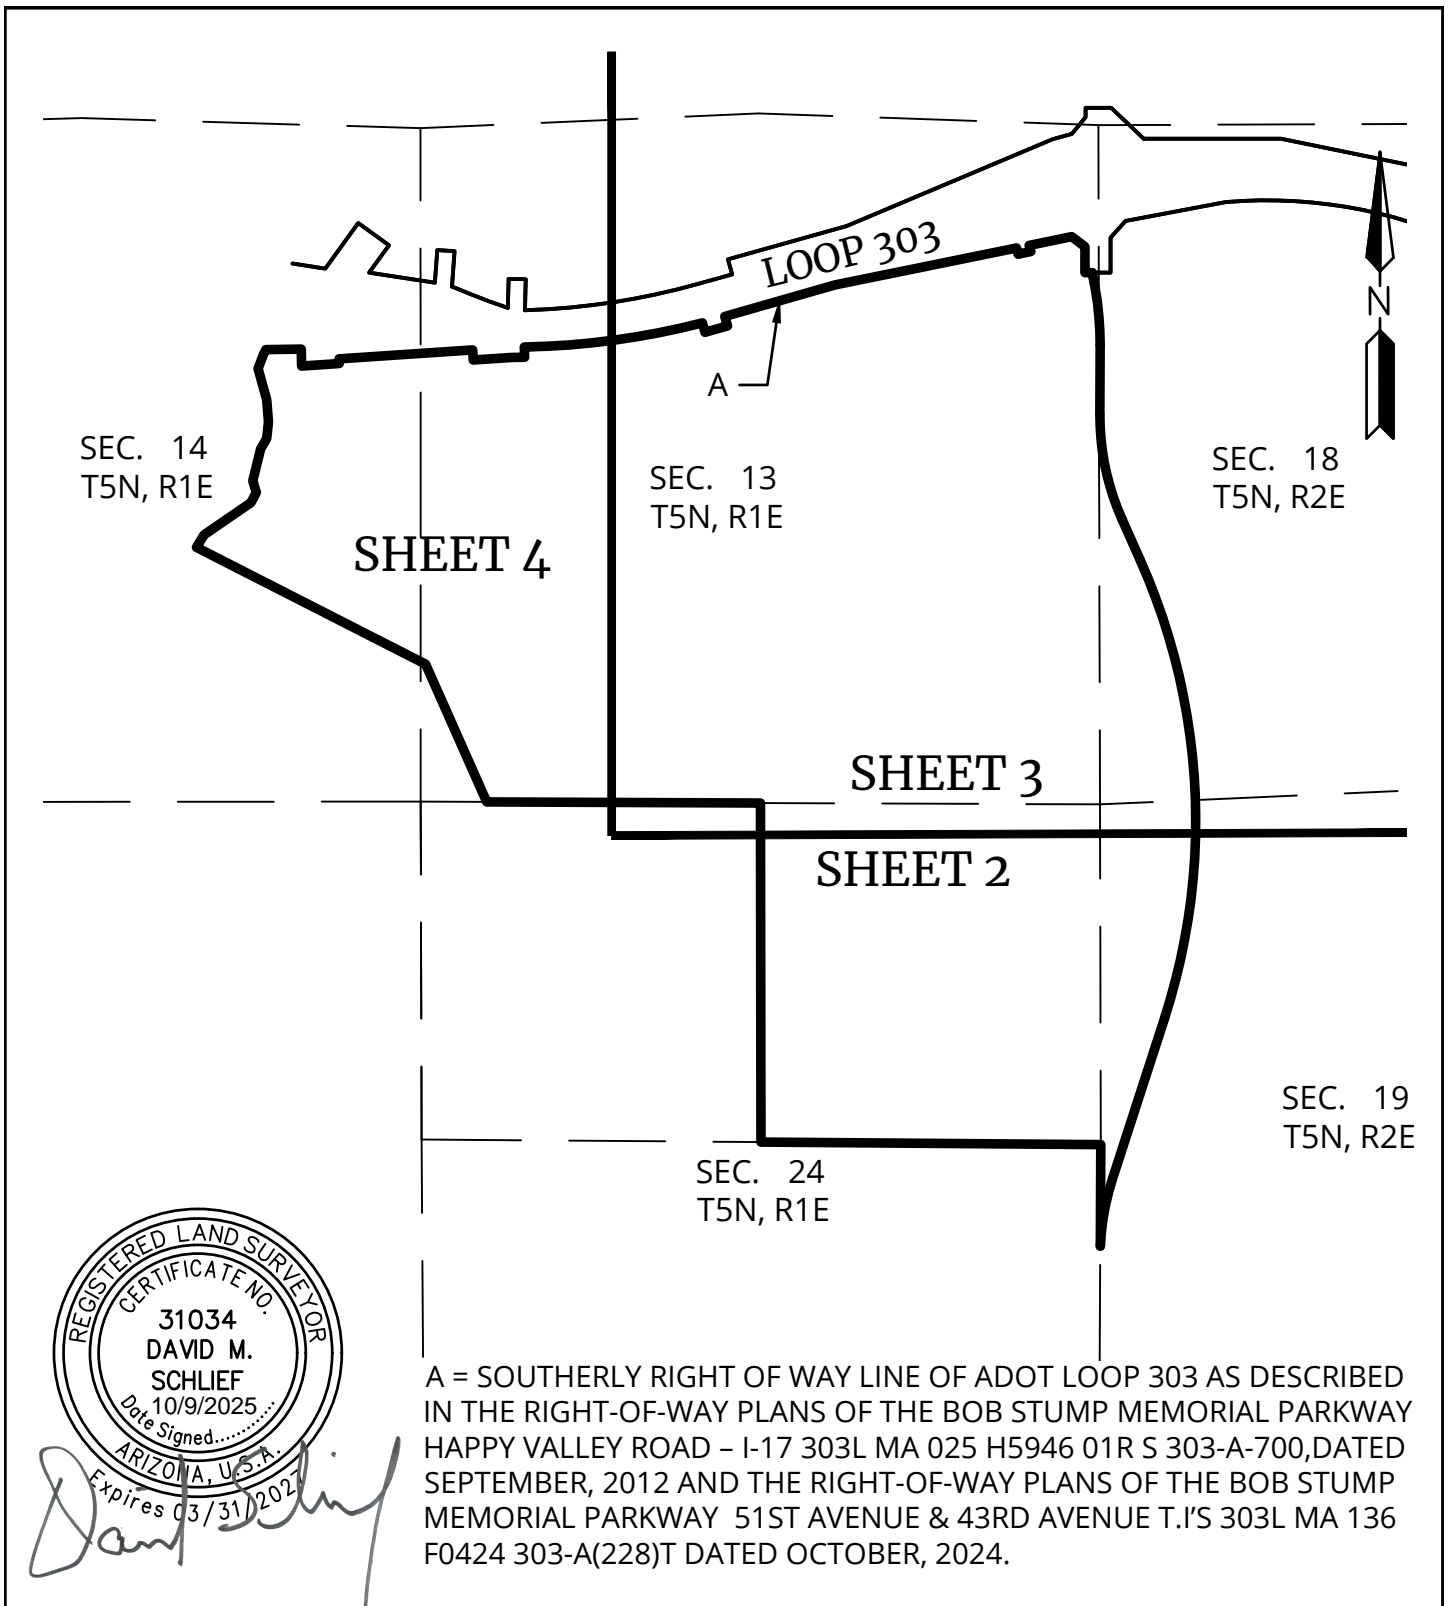 LOOP 303
N
A
SEC. 14
T5N, R1E
SEC. 13
T5N, R1E
SEC. 18
T5N, R2E
SHEET 4
SHEET 3
SHEET 2
SEC. 19
T5N, R2E
SEC. 24
T5N, R1E
REGISTERED LAND SURVEYOR
CERTIFICATE NO.
31034
DAVID M.
SCHLIEF
10/9/2025
Date Signed..............
ARIZONA, U.S.A.
Expires 03/31/2027
A = SOUTHERLY RIGHT OF WAY LINE OF ADOT LOOP 303 AS DESCRIBED
IN THE RIGHT-OF-WAY PLANS OF THE BOB STUMP MEMORIAL PARKWAY
HAPPY VALLEY ROAD – I-17 303L MA 025 H5946 01R S 303-A-700,DATED
SEPTEMBER, 2012 AND THE RIGHT-OF-WAY PLANS OF THE BOB STUMP
MEMORIAL PARKWAY 51ST AVENUE & 43RD AVENUE T.I'S 303L MA 136
F0424 303-A(228)T DATED OCTOBER, 2024.